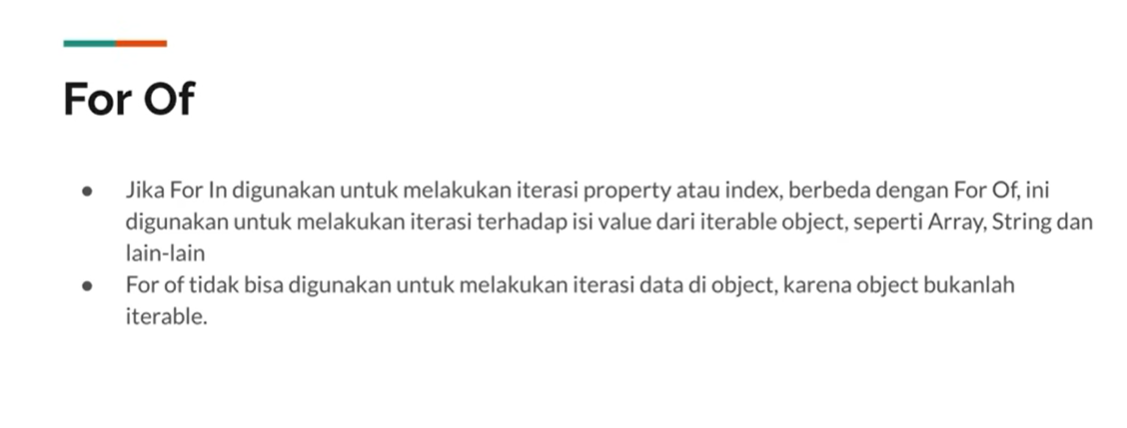 For Of
● Jika For In digunakan untuk melakukan iterasi property atau index, berbeda dengan For Of, ini
digunakan untuk melakukan iterasi terhadap isi value dari iterable object, seperti Array, String dan
lain-lain
● For of tidak bisa digunakan untuk melakukan iterasi data di object, karena object bukanlah
iterable.